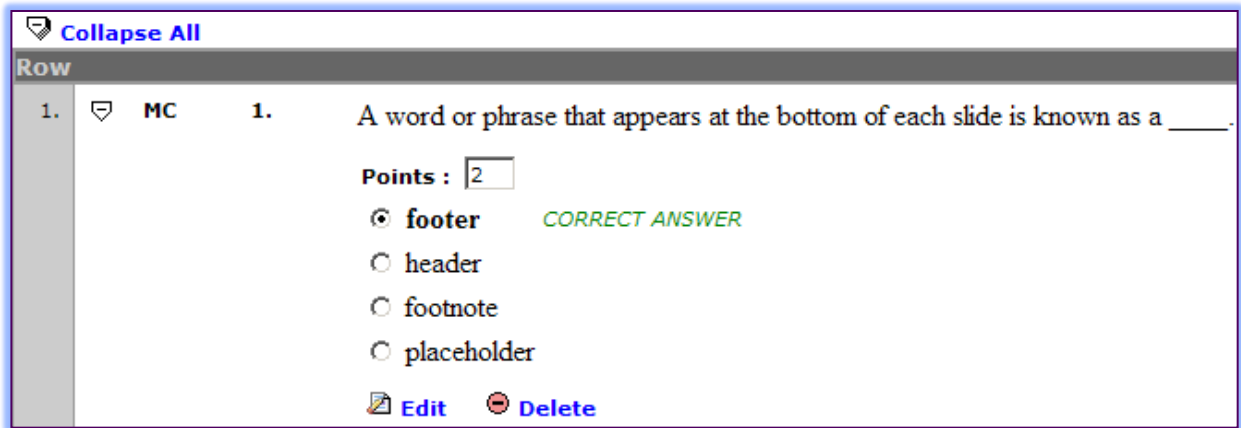 Collapse All
Row
1. MC 1. A word or phrase that appears at the bottom of each slide is known as a ____.
Points : 2
footer CORRECT ANSWER
header
footnote
placeholder
Edit Delete